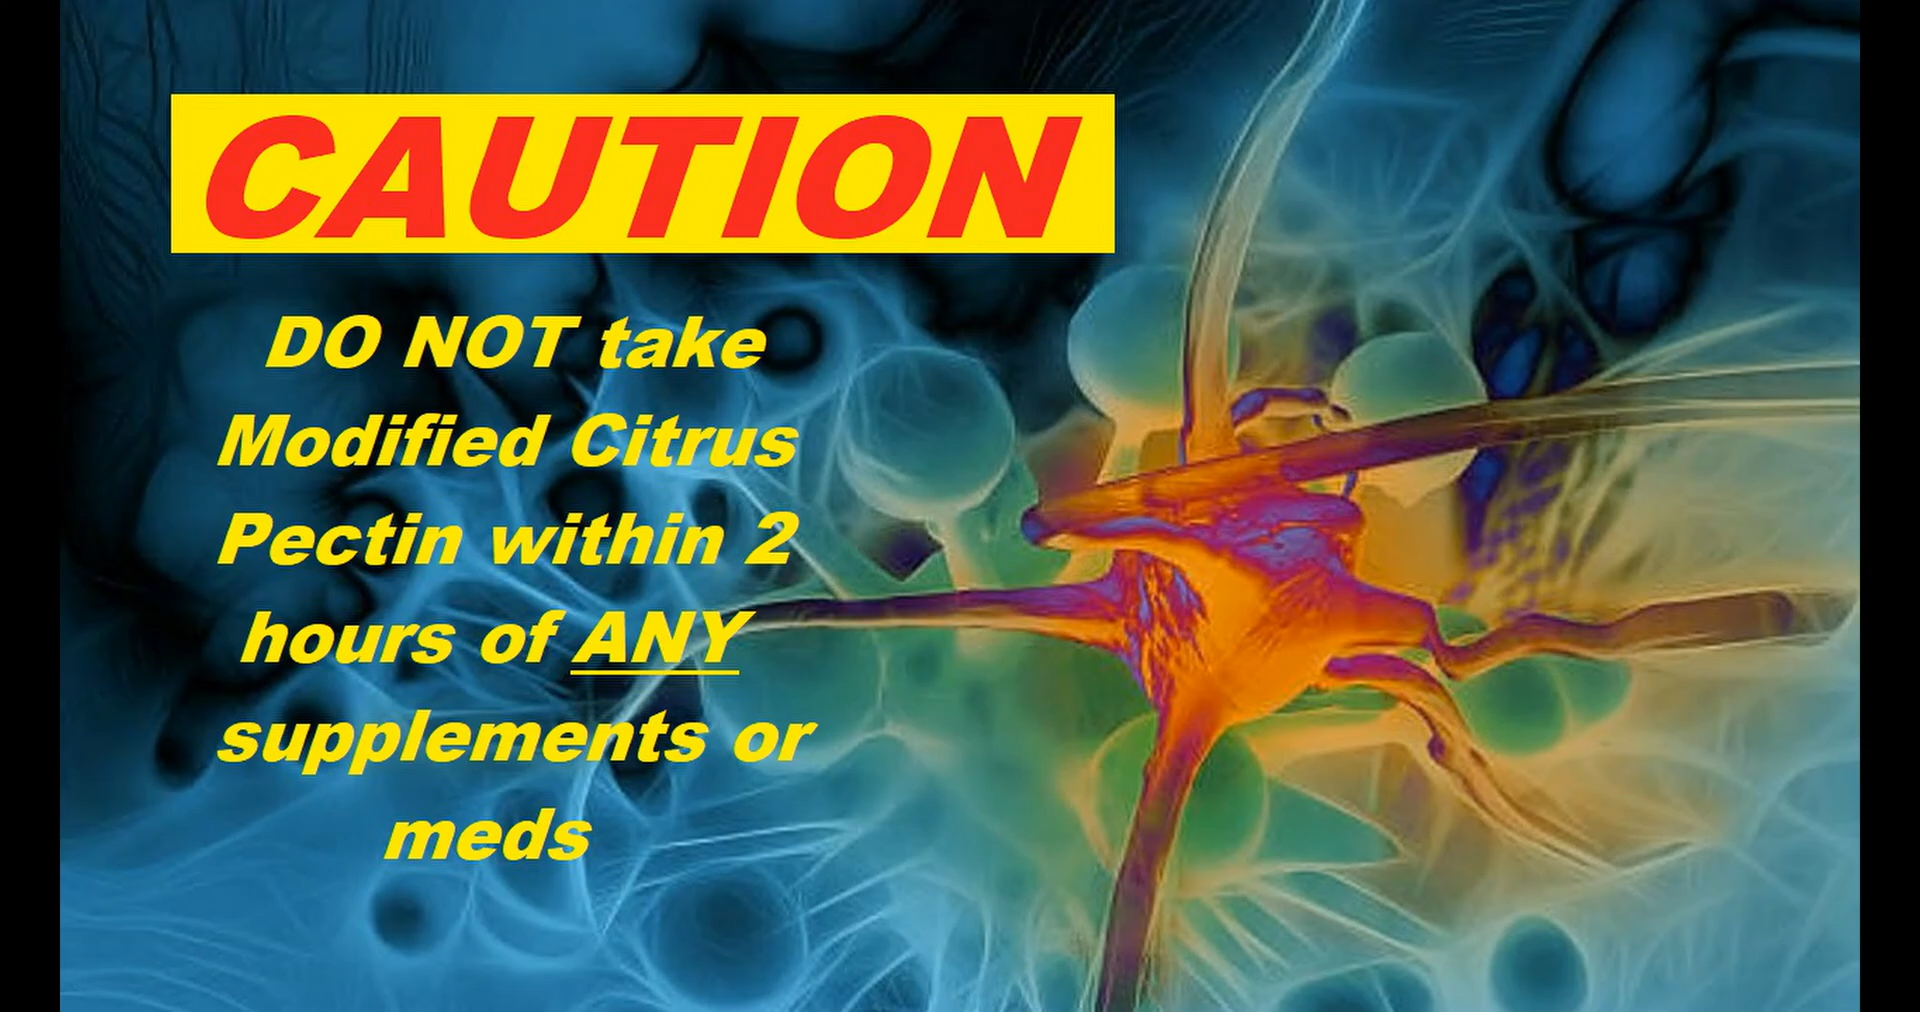 CAUTION
DO NOT take
Modified Citrus
Pectin within 2
hours of ANY
supplements or
meds